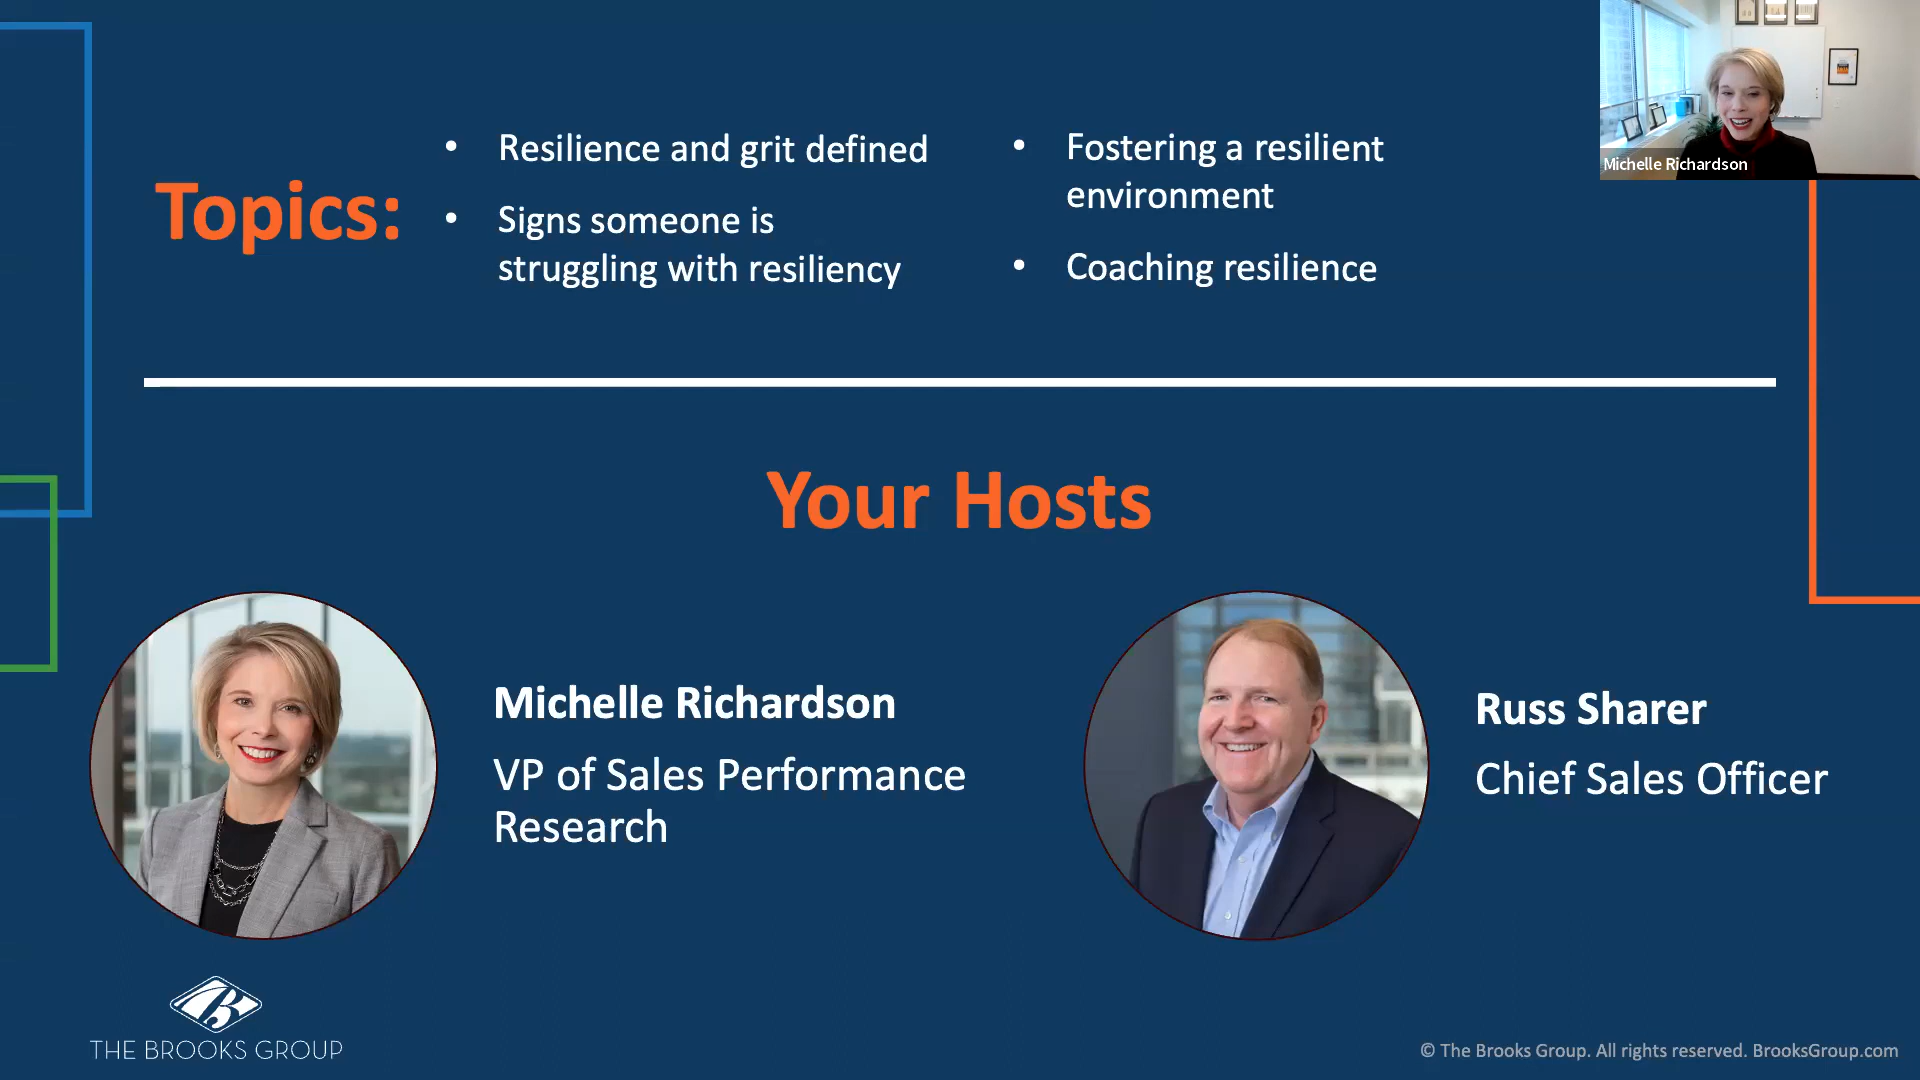 Michelle Richardson
Topics:
• Resilience and grit defined
• Signs someone is
struggling with resiliency
• Fostering a resilient
environment
• Coaching resilience
Your Hosts
Michelle Richardson
VP of Sales Performance
Research
Russ Sharer
Chief Sales Officer
B
THE BROOKS GROUP
© The Brooks Group. All rights reserved. BrooksGroup.com